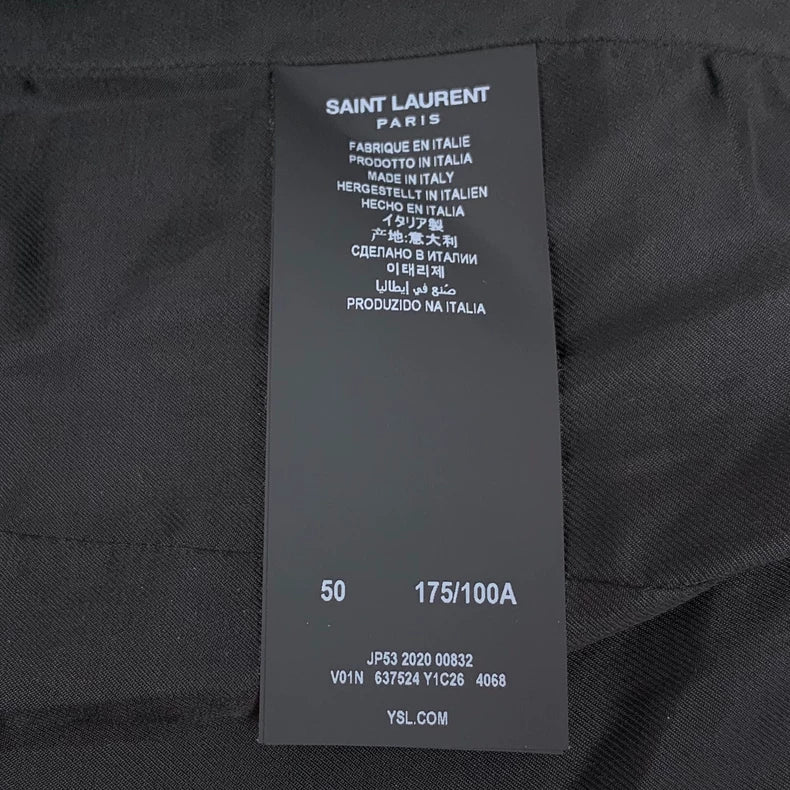 SAINT LAURENT
PARIS
FABRIQUE EN ITALIE
PRODOTTO IN ITALIA
MADE IN ITALY
HERGESTELLT IN ITALIEN
HECHO EN ITALIA
イタリア製
产地:意大利
СДЕЛАНО В ИТАЛИИ
이태리제
صُنع في إيطاليا
PRODUZIDO NA ITALIA
50 175/100A
JP53 2020 00832
V01N 637524 Y1C26 4068
YSL.COM